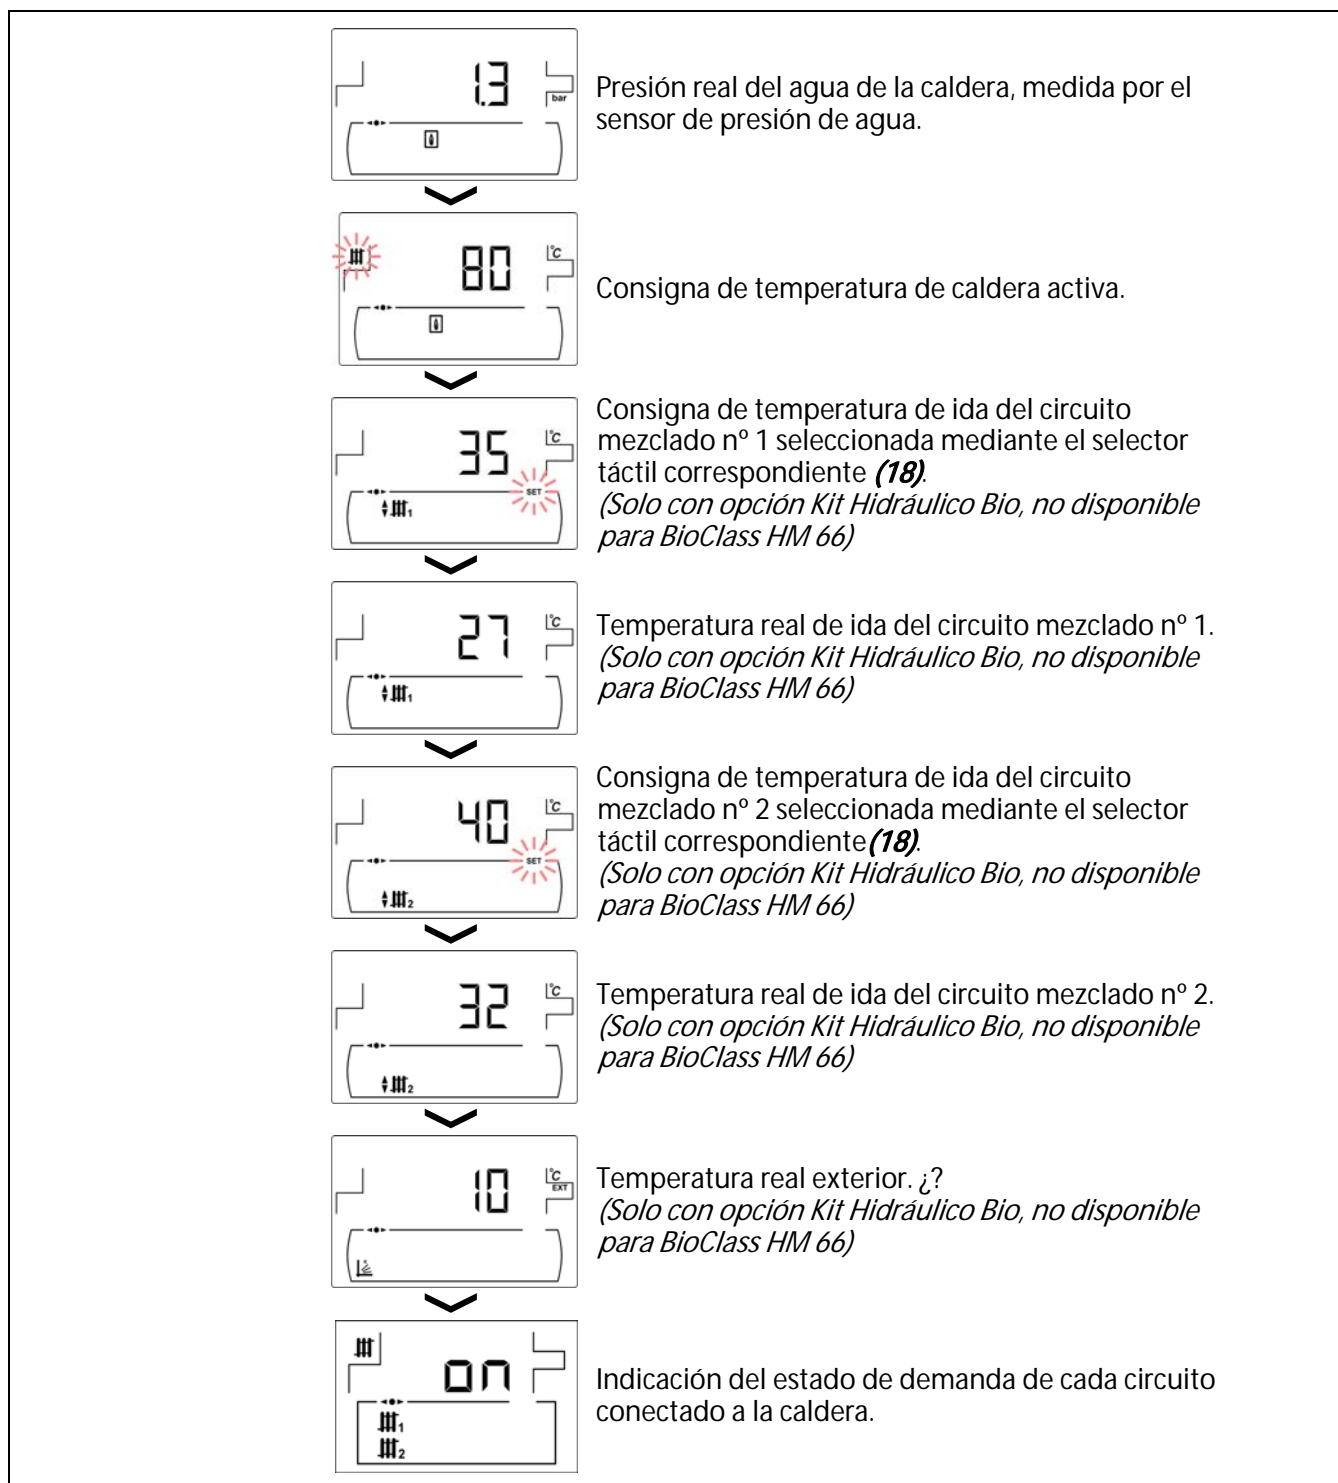 1.3
bar
Presión real del agua de la caldera, medida por el
sensor de presión de agua.
80
°C
Consigna de temperatura de caldera activa.
35
°C
SET
1
Consigna de temperatura de ida del circuito
mezclado nº 1 seleccionada mediante el selector
táctil correspondiente (18).
(Solo con opción Kit Hidráulico Bio, no disponible
para BioClass HM 66)
27
°C
1
Temperatura real de ida del circuito mezclado nº 1.
(Solo con opción Kit Hidráulico Bio, no disponible
para BioClass HM 66)
40
°C
SET
2
Consigna de temperatura de ida del circuito
mezclado nº 2 seleccionada mediante el selector
táctil correspondiente(18).
(Solo con opción Kit Hidráulico Bio, no disponible
para BioClass HM 66)
32
°C
2
Temperatura real de ida del circuito mezclado nº 2.
(Solo con opción Kit Hidráulico Bio, no disponible
para BioClass HM 66)
10
°C
EXT
Temperatura real exterior. ¿?
(Solo con opción Kit Hidráulico Bio, no disponible
para BioClass HM 66)
on
1
2
Indicación del estado de demanda de cada circuito
conectado a la caldera.